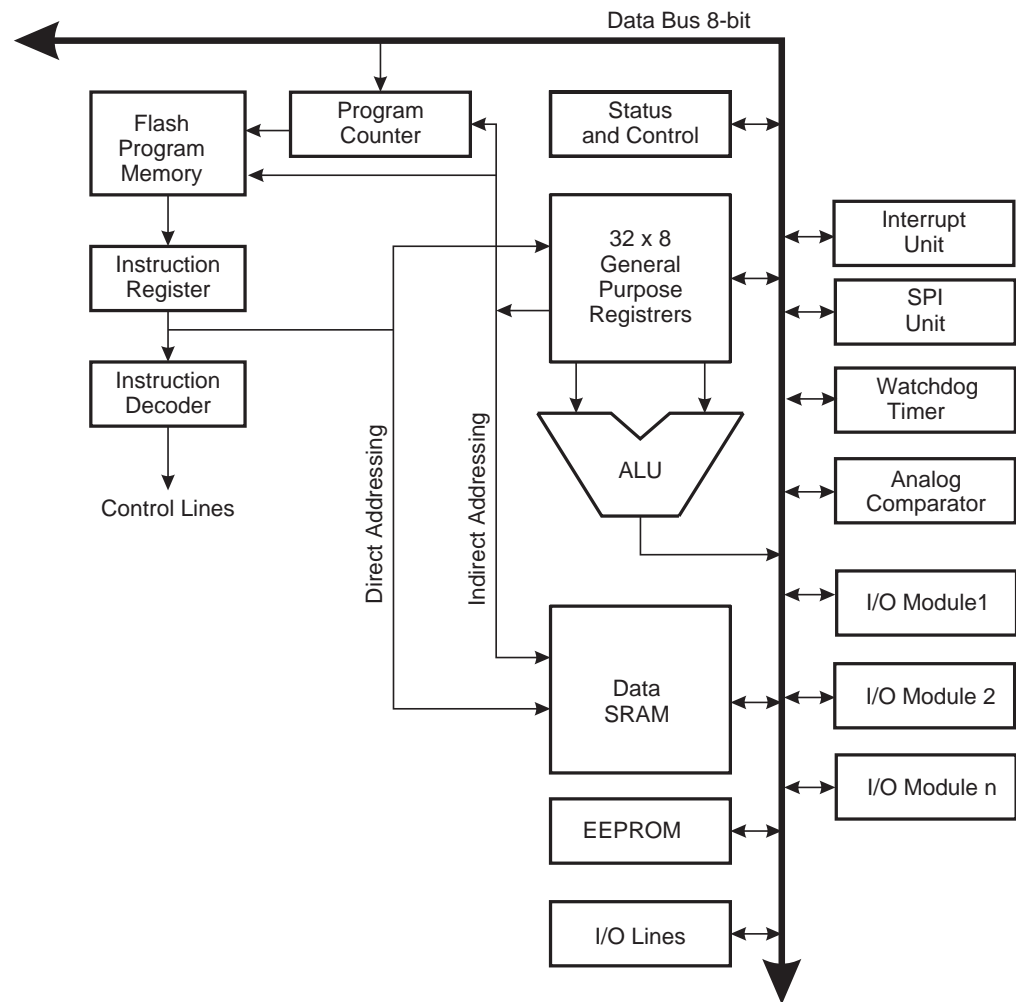 Data Bus 8-bit
Flash
Program
Memory
Program
Counter
Status
and Control
32 x 8
General
Purpose
Registrers
Interrupt
Unit
Instruction
Register
SPI
Unit
Instruction
Decoder
Watchdog
Timer
Direct Addressing
Indirect Addressing
ALU
Analog
Comparator
Control Lines
I/O Module1
Data
SRAM
I/O Module 2
I/O Module n
EEPROM
I/O Lines